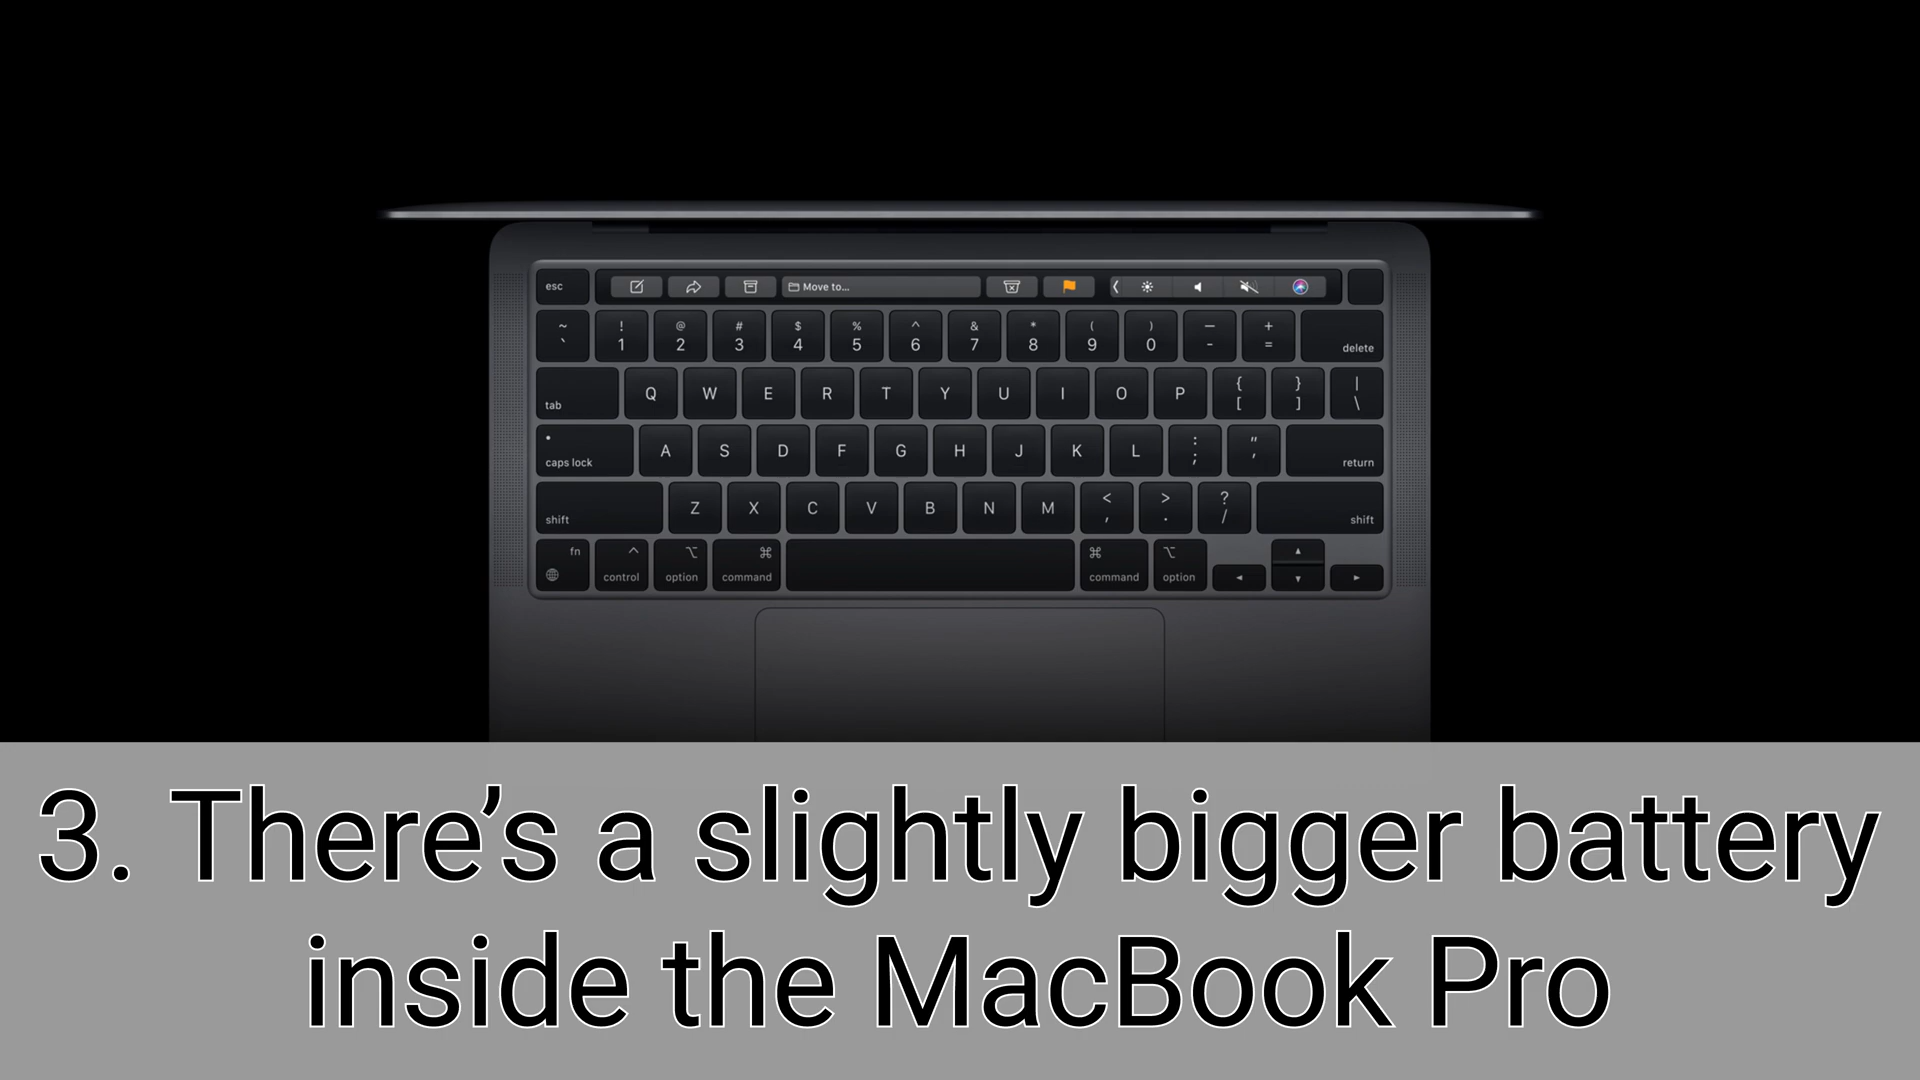 esc Move to...
~ ! @ # $ % ^ & * ( ) — +
` 1 2 3 4 5 6 7 8 9 0 - = delete
tab Q W E R T Y U I O P { [ } ] | \
caps lock A S D F G H J K L : ; " ' return
shift Z X C V B N M < , > . ? / shift
fn ^ ⌥ ⌘ ⌘ ⌥ ▲
control option command command option ◀ ▼ ▶
3. There’s a slightly bigger battery
inside the MacBook Pro